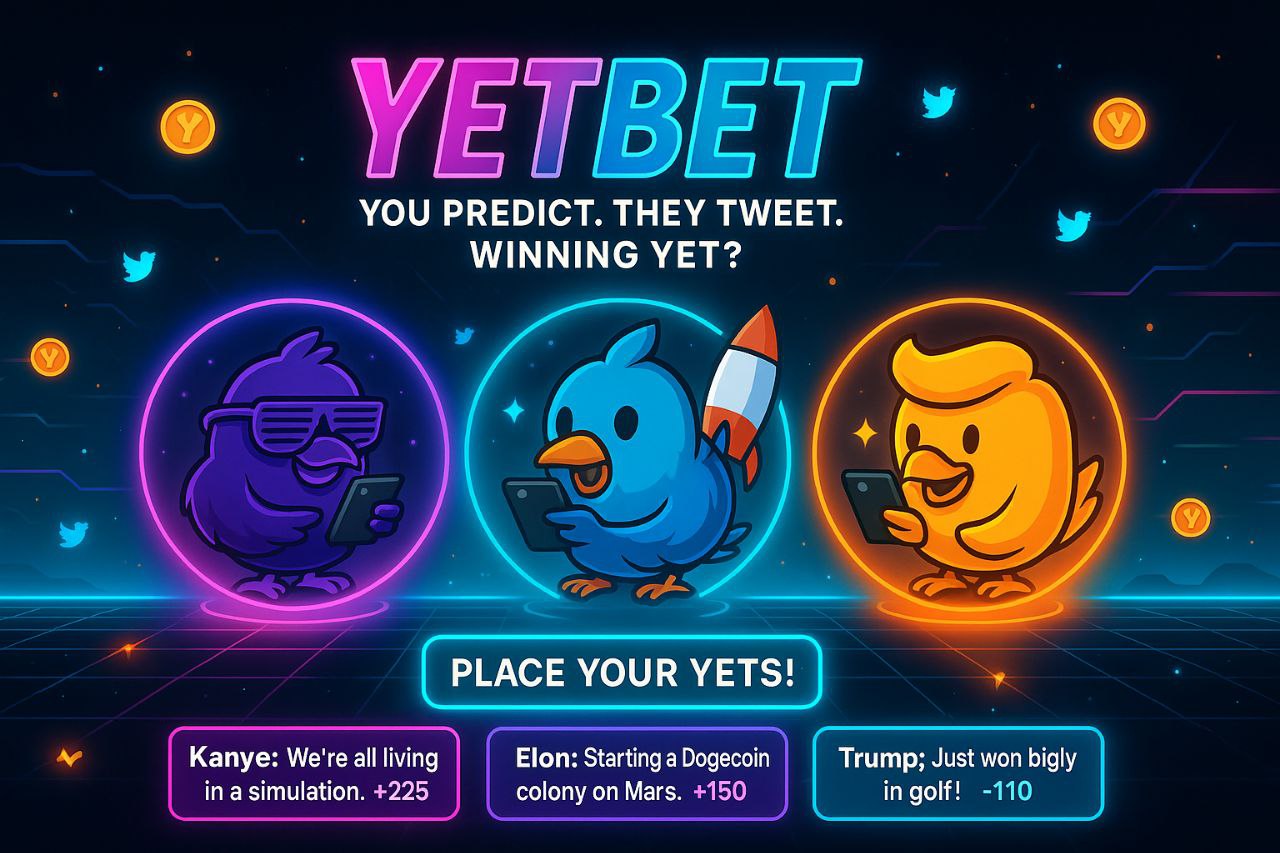 YETBET
YOU PREDICT. THEY TWEET.
WINNING YET?
Y
Y
Y
Y
PLACE YOUR YETS!
Kanye: We're all living
in a simulation. +225
Elon: Starting a Dogecoin
colony on Mars. +150
Trump; Just won bigly
in golf! -110